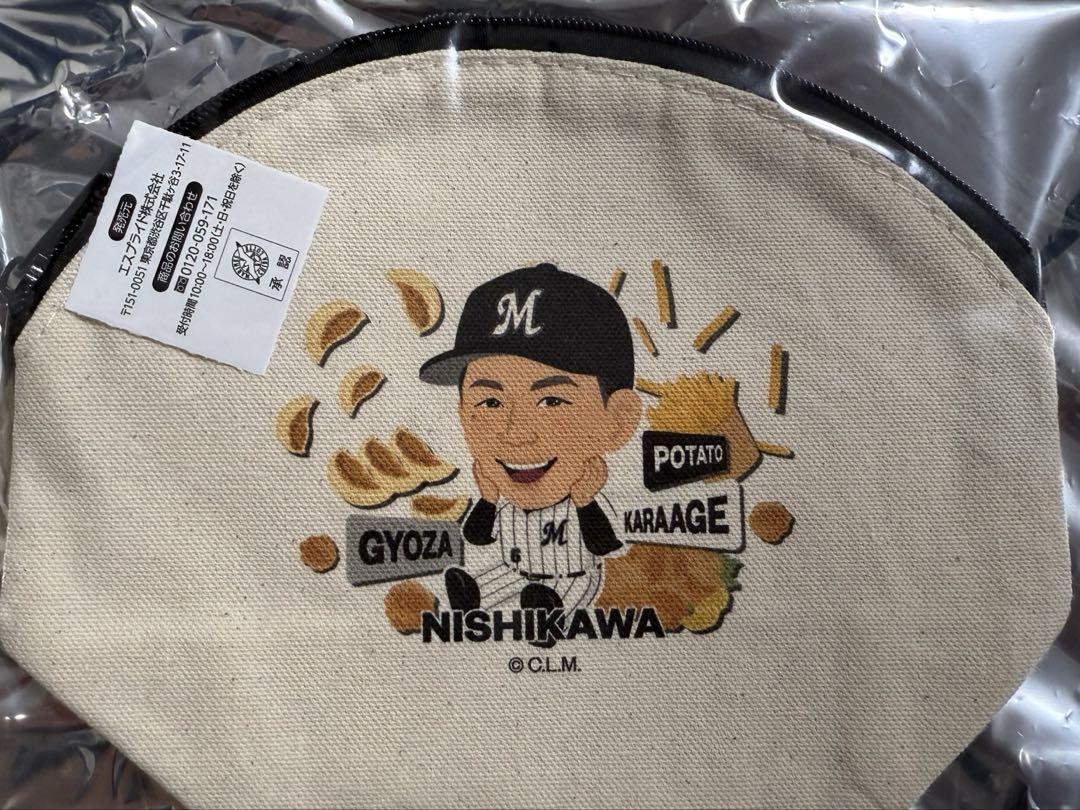 発売元
エスプライド株式会社
〒151-0051 東京都渋谷区千駄ヶ谷3-17-11
商品のお問い合わせ
0120-059-171
受付時間10:00〜18:00(土・日・祝日を除く)
承認
M
POTATO
KARAAGE
GYOZA
M
NISHIKAWA
© C.L.M.